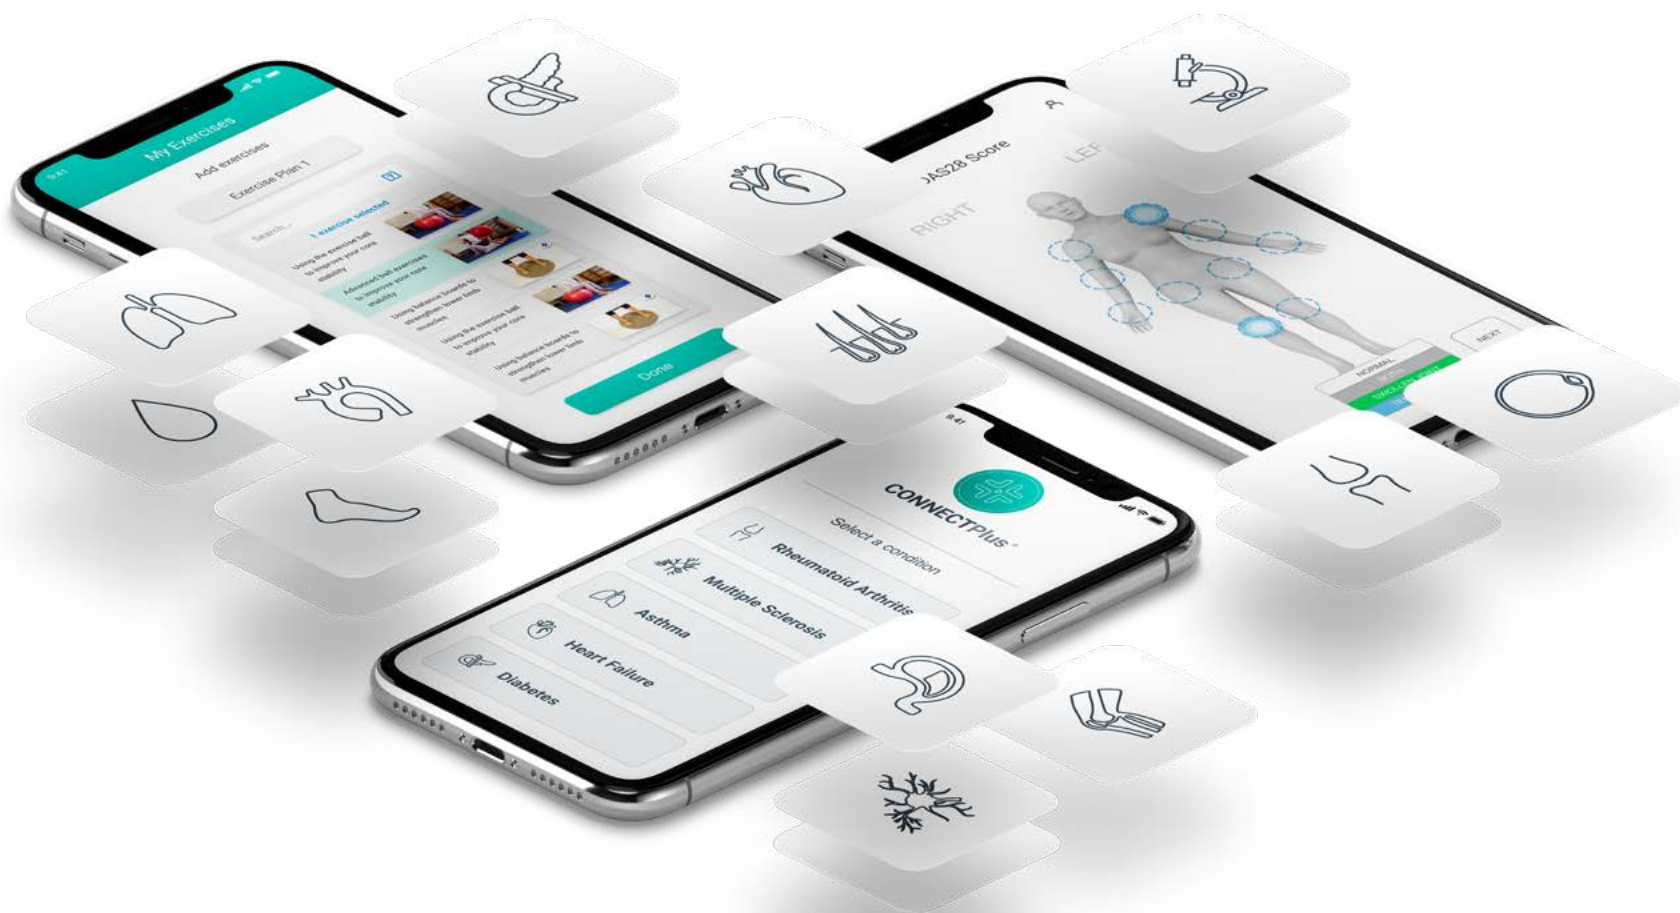 9:41
My Exercises
Add exercises
Exercise Plan 1
Search...
1 exercise selected
Using the exercise ball
to improve your core
stability
Advanced ball exercises
to improve your core
stability
Using balance boards to
strengthen lower limb
muscles
Using the exercise ball
to improve your core
stability
Using balance boards to
strengthen lower limb
muscles
Done
DAS28 Score
RIGHT
LEF
NEXT
NORMAL
BOTH
SWOLLEN JOINT
9:41
CONNECTPlus
Select a condition
Rheumatoid Arthritis
Multiple Sclerosis
Asthma
Heart Failure
Diabetes